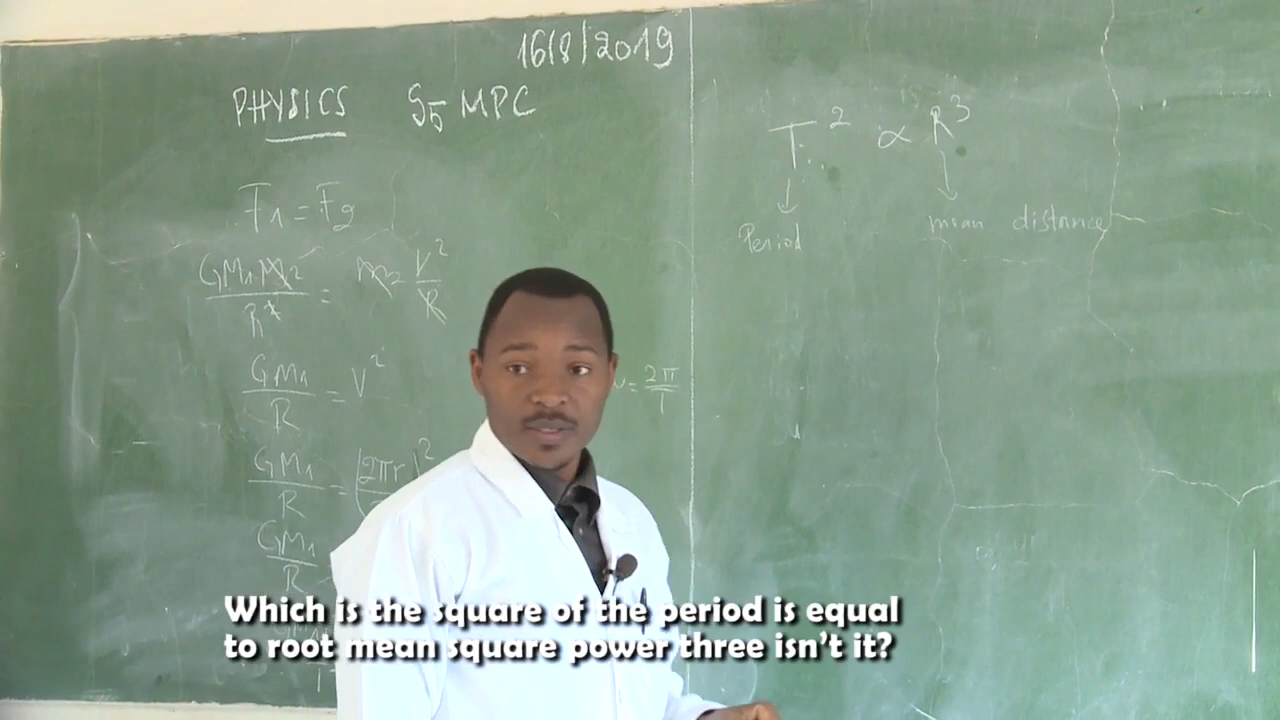 16/8/2019
PHYSICS S5 MPC
F1 = Fg
GM1M2/R² = m2 V²/R
GM1/R = V²
GM1/R = (2πr
GM1/R
= 2π/T
T² ∝ R³
Period
mean distance
Which is the square of the period is equal
to root mean square power three isn't it?